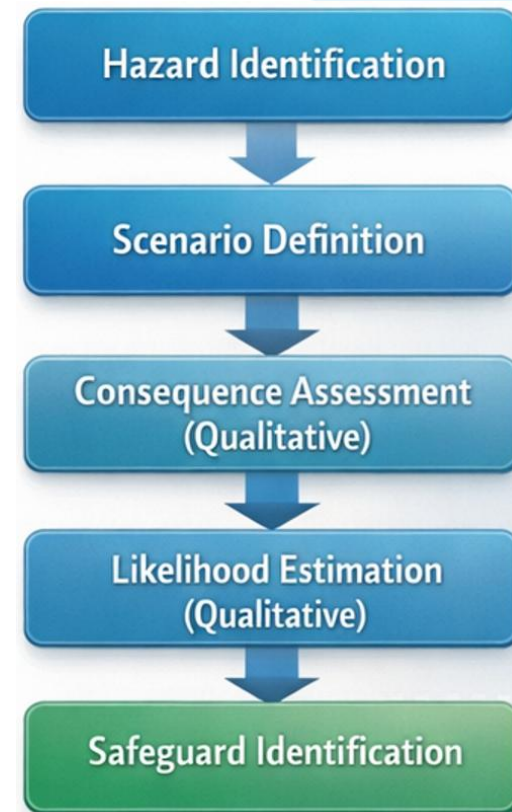 Hazard Identification
Scenario Definition
Consequence Assessment
(Qualitative)
Likelihood Estimation
(Qualitative)
Safeguard Identification